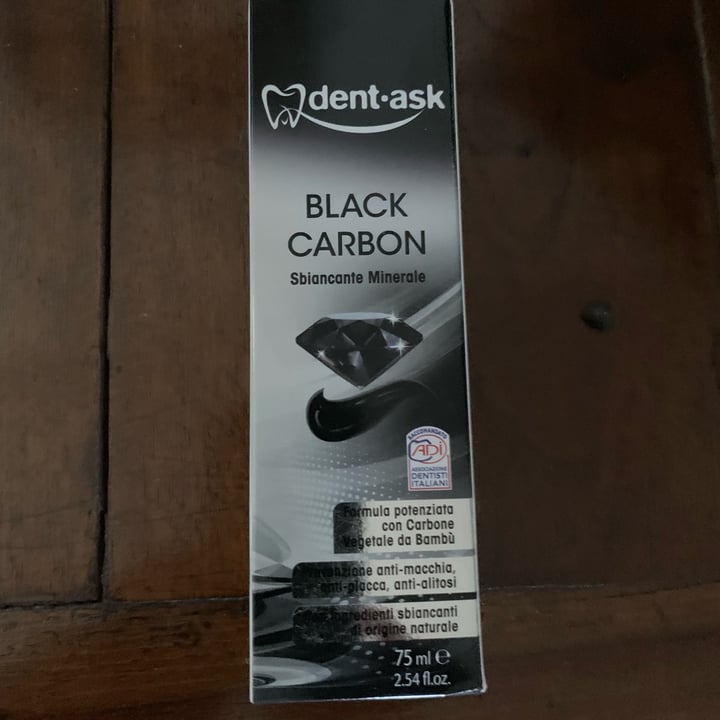 dent·ask
BLACK
CARBON
Sbiancante Minerale
RACCOMANDATO
ADI
ASSOCIAZIONE
DENTISTI
ITALIANI
Formula potenziata
con Carbone
Vegetale da Bambù
anti-macchia,
anti-placca, anti-alitosi
ingredienti sbiancanti
di origine naturale
75 ml ℮
2.54 fl.oz.